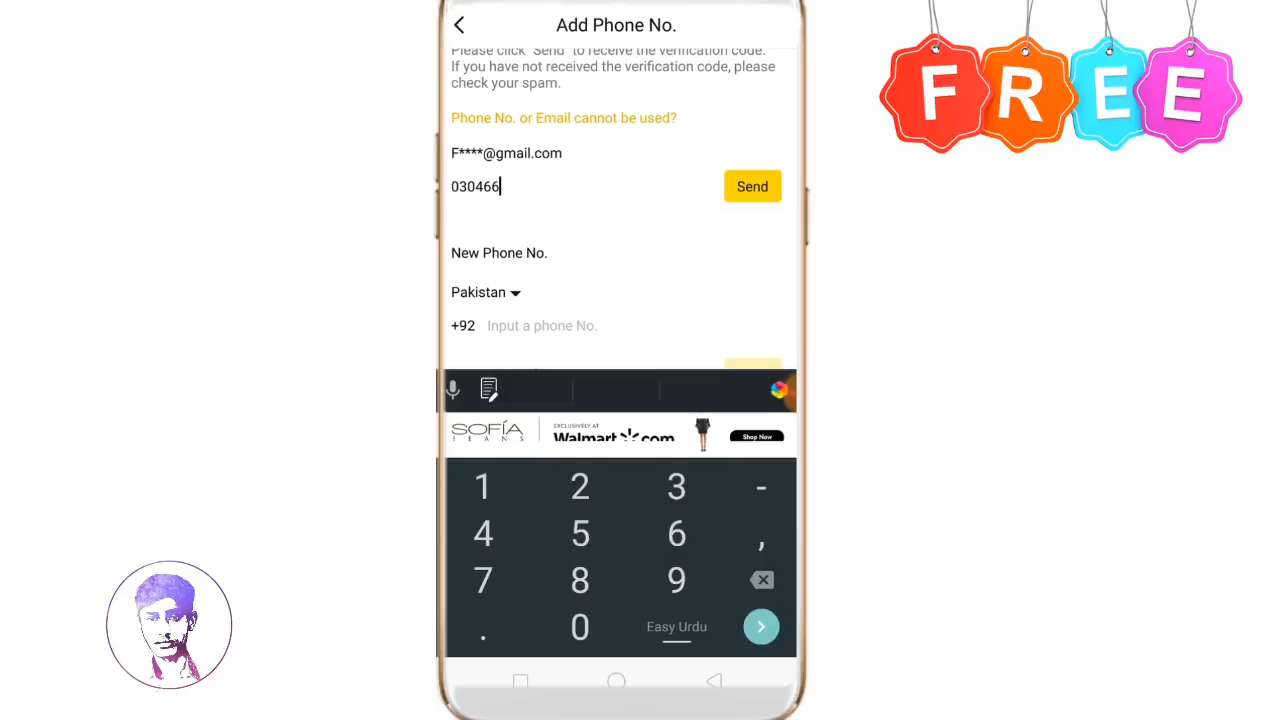 Add Phone No.
Please click "Send" to receive the verification code.
If you have not received the verification code, please
check your spam.
Phone No. or Email cannot be used?
F****@gmail.com
030466
Send
New Phone No.
Pakistan
+92 Input a phone No.
SOFÍA
JEANS
EXCLUSIVELY AT
Walmart.com
Shop Now
1 2 3 -
4 5 6 ,
7 8 9
. 0 Easy Urdu
FREE